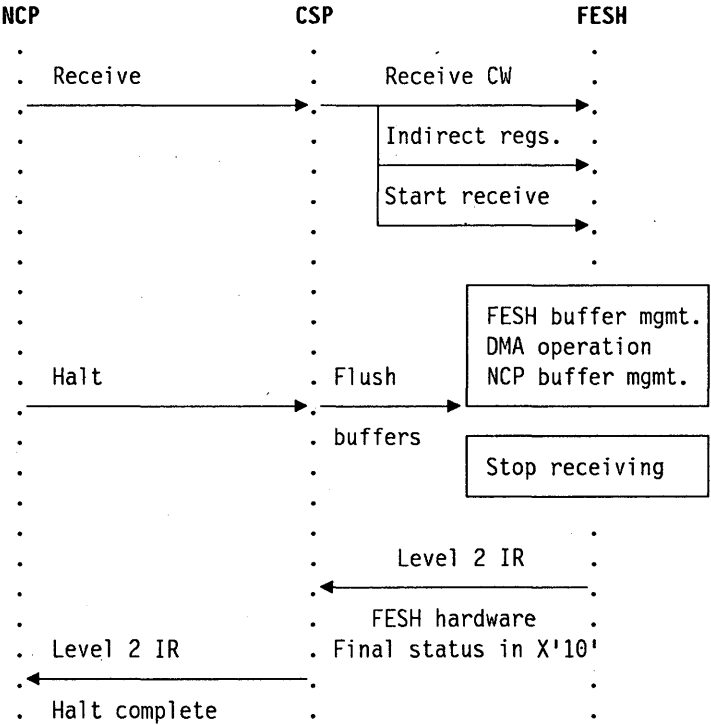 NCP CSP FESH
Receive Receive CW
Indirect regs.
Start receive
FESH buffer mgmt.
DMA operation
Halt Flush NCP buffer mgmt.
buffers
Stop receiving
Level 2 IR
FESH hardware
Level 2 IR Final status in X'10'
Halt complete